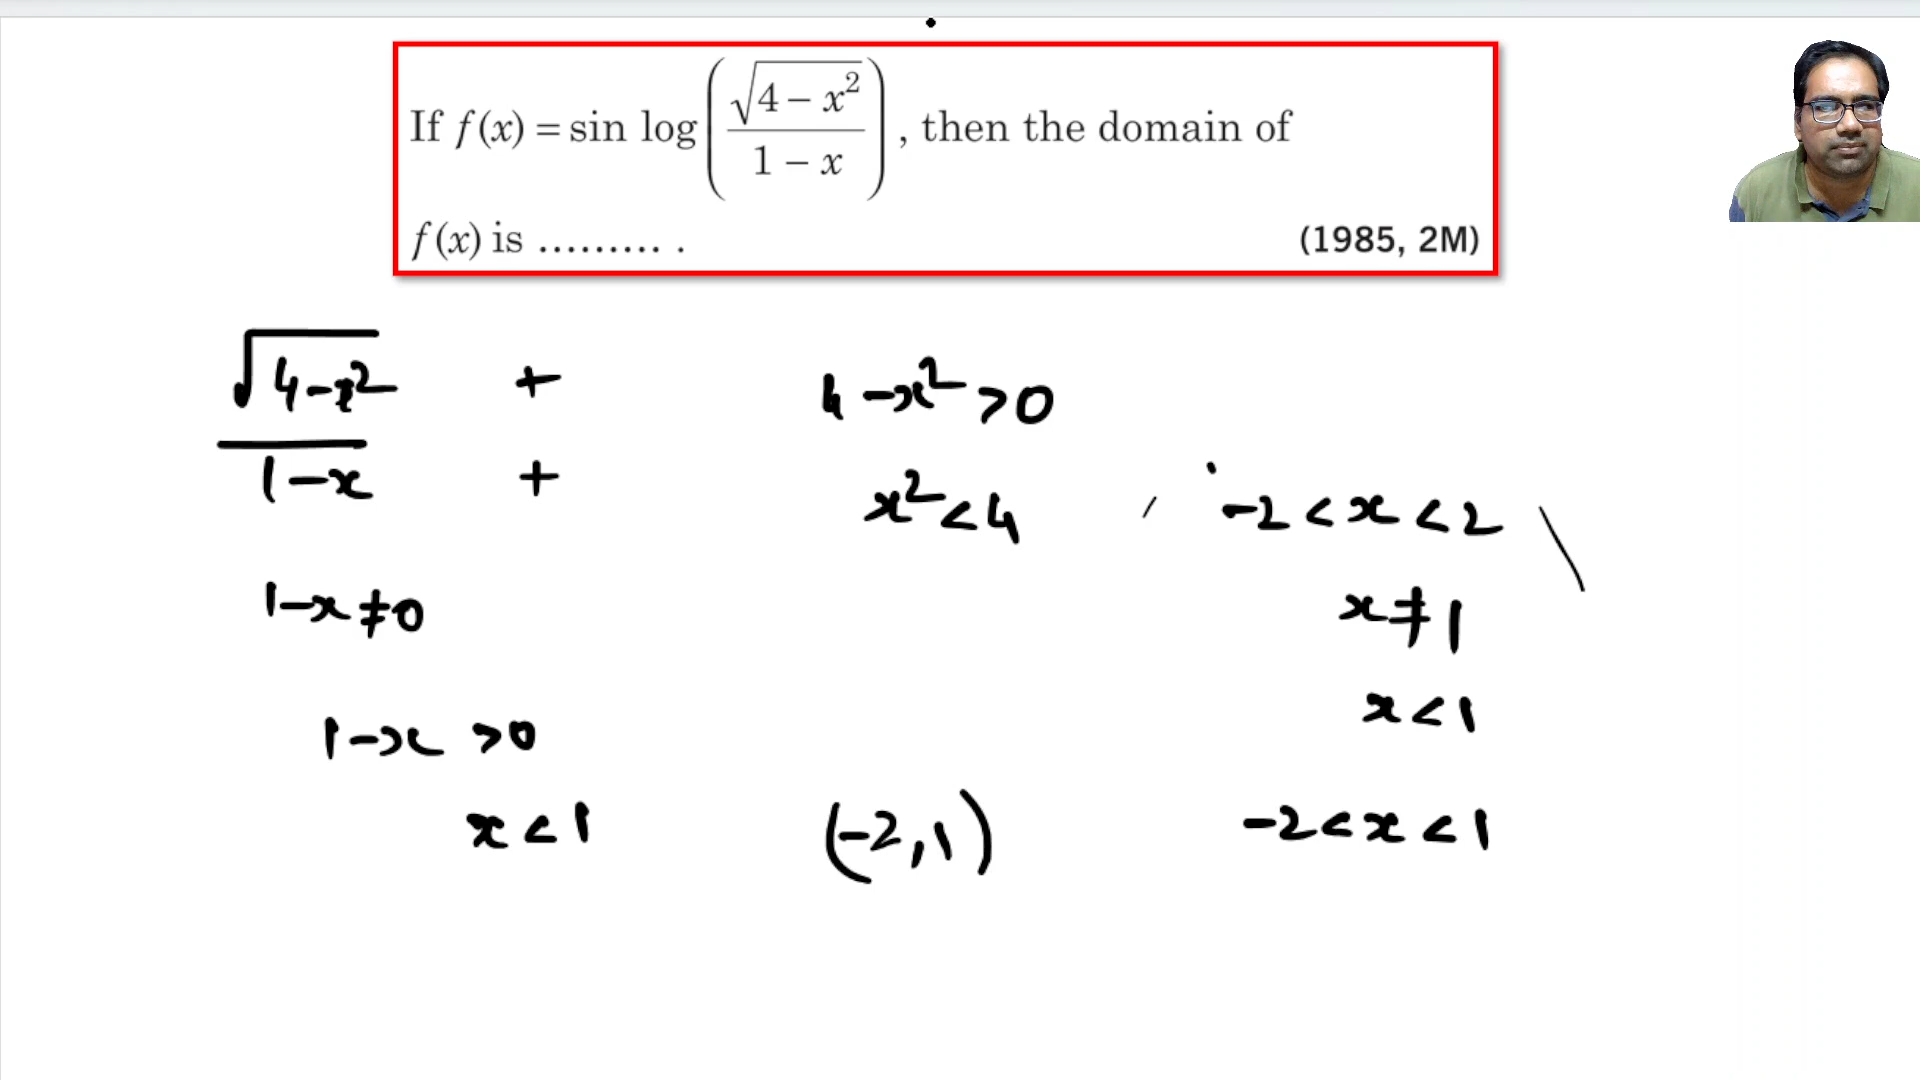 If f(x) = sin log(√(4 − x²) / (1 − x)), then the domain of
f(x) is ......... . (1985, 2M)
√(4−x²) / (1−x)
+
+
4−x²>0
x²<4 , -2<x<2
1−x≠0
x≠1
x<1
1−x >0
x<1
(-2,1)
-2<x<1